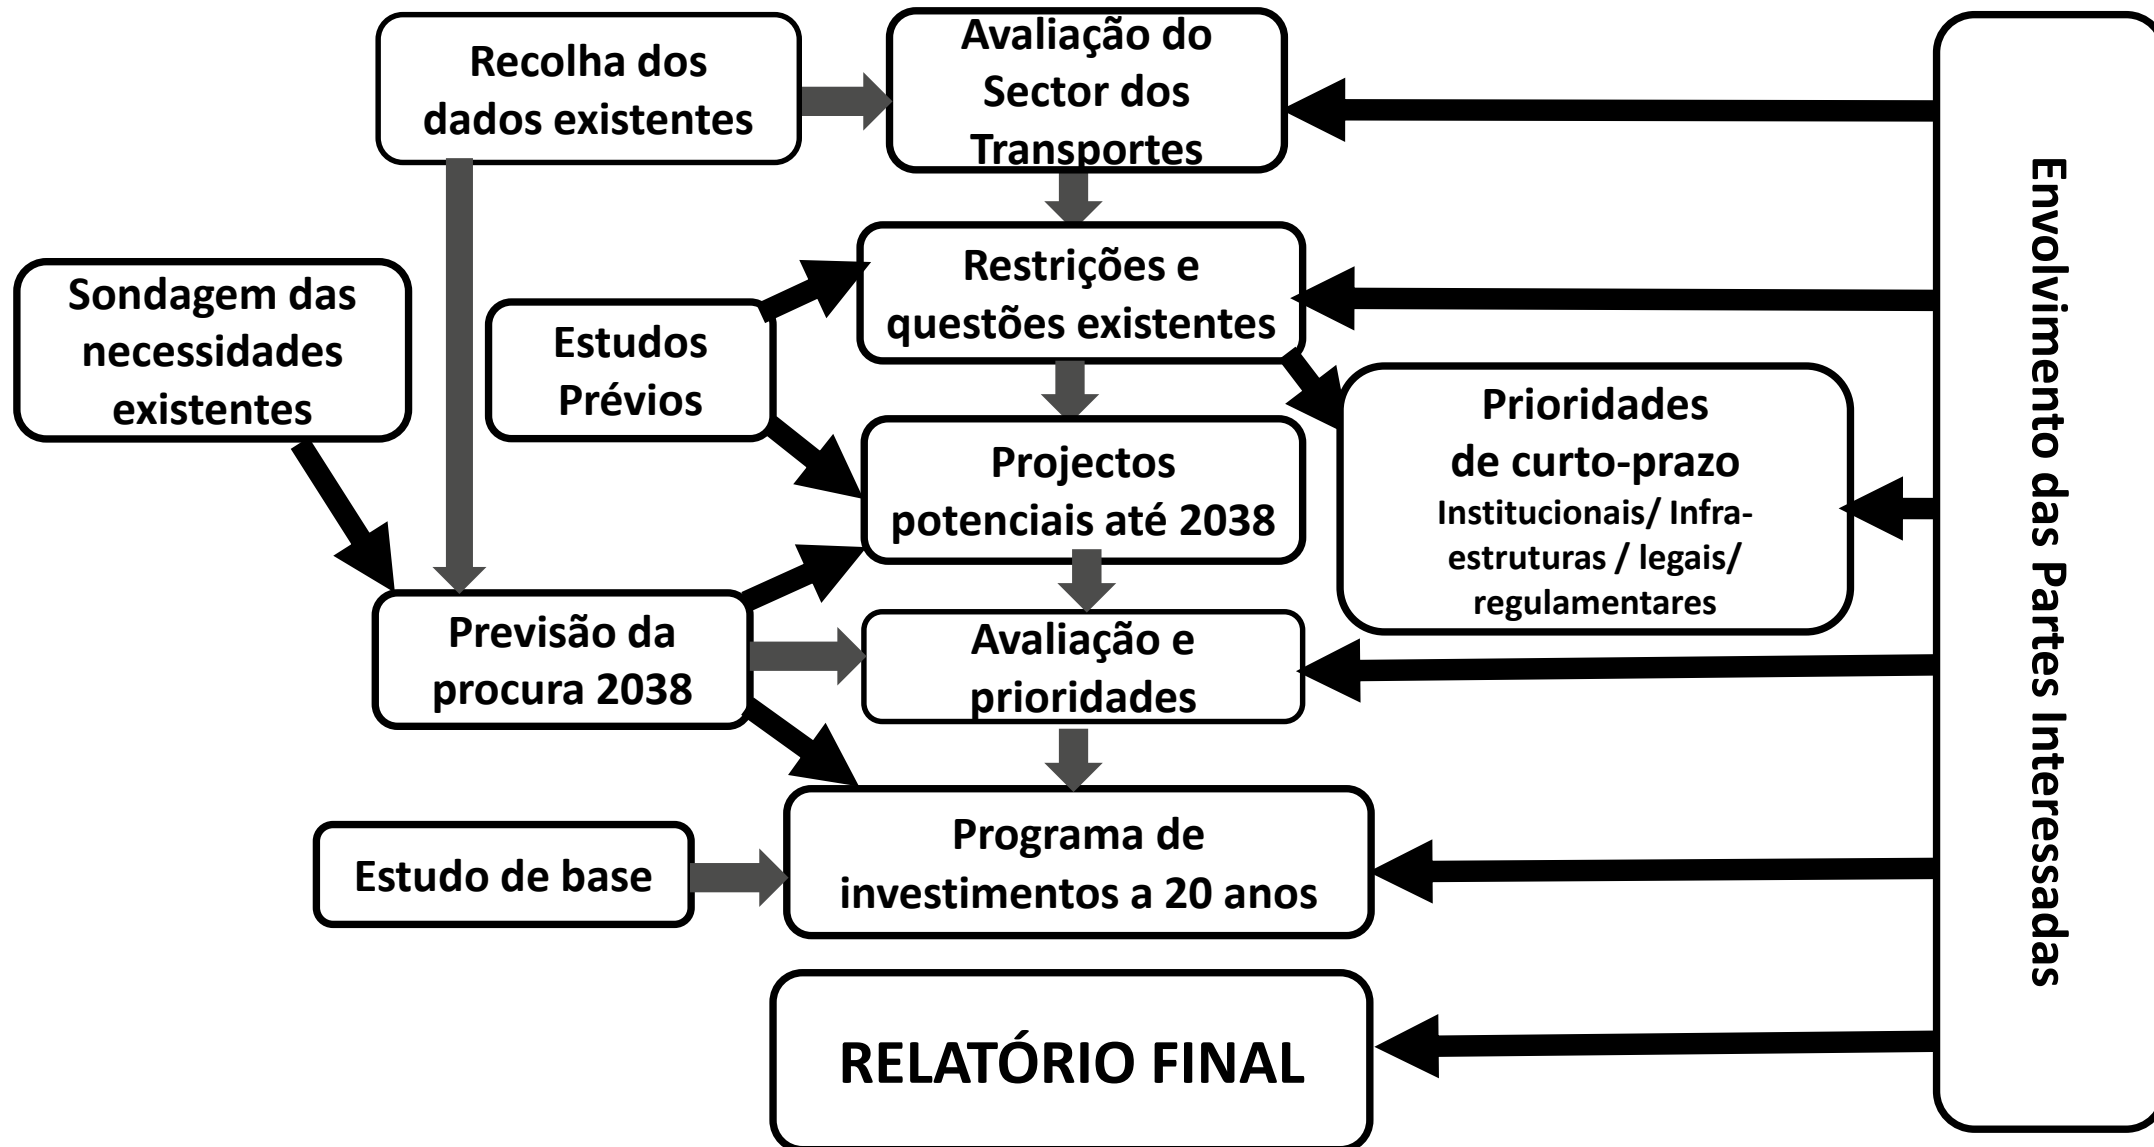 Recolha dos
dados existentes
Avaliação do
Sector dos
Transportes
Sondagem das
necessidades
existentes
Estudos
Prévios
Restrições e
questões existentes
Projectos
potenciais até 2038
Prioridades
de curto-prazo
Institucionais/ Infra-
estruturas / legais/
regulamentares
Previsão da
procura 2038
Avaliação e
prioridades
Estudo de base
Programa de
investimentos a 20 anos
RELATÓRIO FINAL
Envolvimento das Partes Interessadas